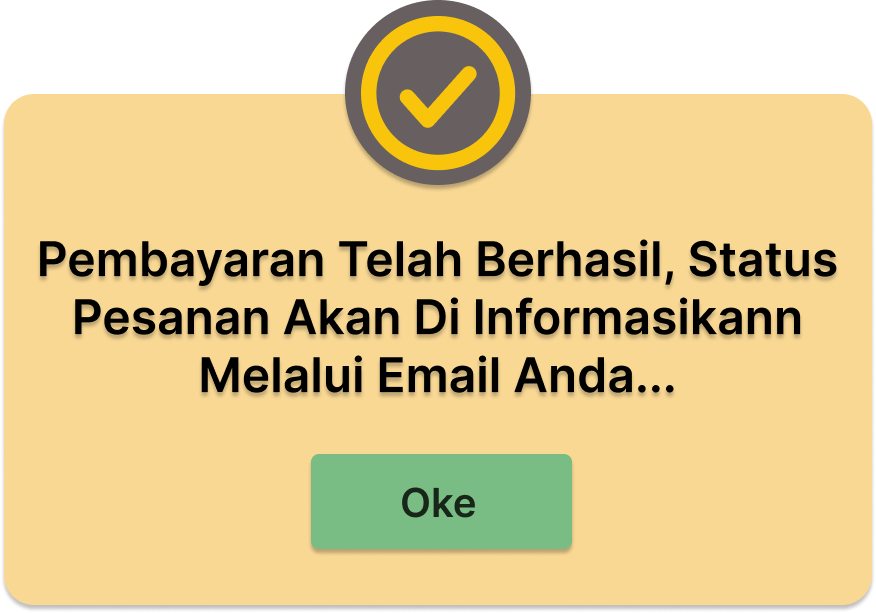 Pembayaran Telah Berhasil, Status
Pesanan Akan Di Informasikann
Melalui Email Anda...
Oke